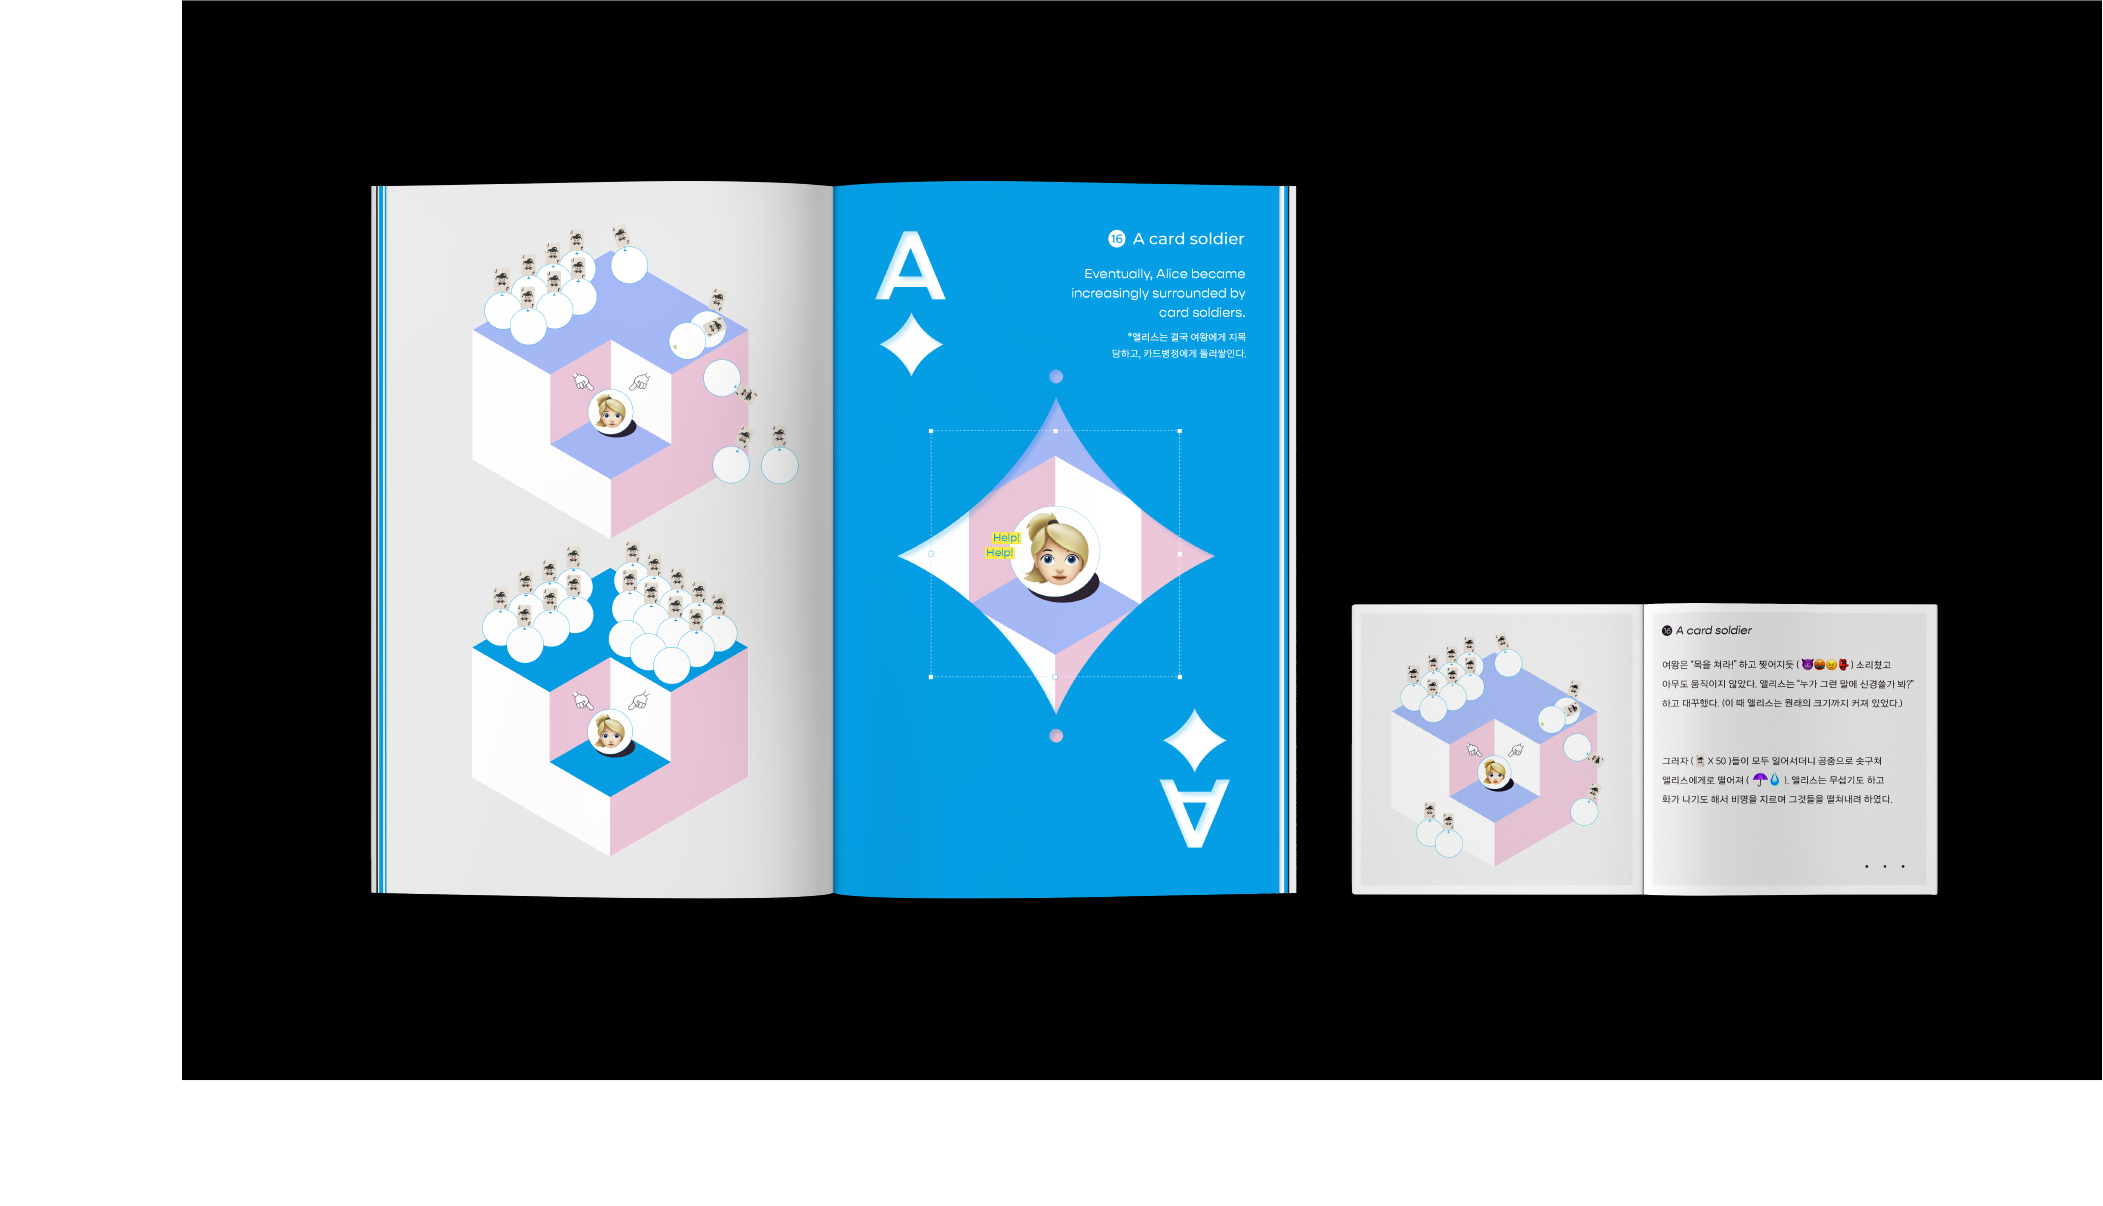 A
16 A card soldier
Eventually, Alice became
increasingly surrounded by
card soldiers.
*앨리스는 결국 여왕에게 지목
당하고, 카드병정에게 둘러쌓인다.
Help!
Help!
A
16 A card soldier
여왕은 “목을 쳐라!” 하고 찢어지듯 ( 😈🤬😠👺 ) 소리쳤고
아무도 움직이지 않았다. 앨리스는 “누가 그런 말에 신경쓸가 봐?”
하고 대꾸했다. (이 때 앨리스는 원래의 크기까지 커져 있었다.)
그러자 ( X 50 )들이 모두 일어서더니 공중으로 솟구쳐
앨리스에게로 떨어져 ( ☂💧 ). 앨리스는 무섭기도 하고
화가 나기도 해서 비명을 지르며 그것들을 떨쳐내려 하였다.
• • •